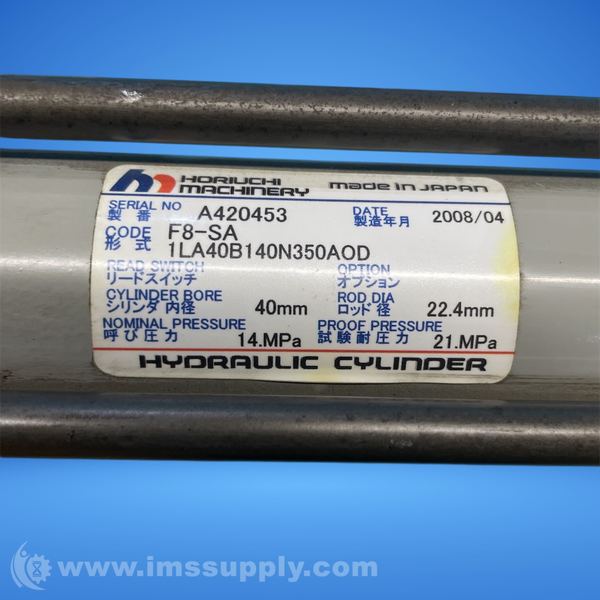 HORIUCHI
MACHINERY made in JAPAN
SERIAL NO A420453 DATE 2008/04
製番 製造年月
CODE F8-SA
形式 1LA40B140N350AOD
READ SWITCH OPTION
リードスイッチ オプション
CYLINDER BORE ROD DIA
シリンダ内径 40mm ロッド径 22.4mm
NOMINAL PRESSURE PROOF PRESSURE
呼び圧力 14.MPa 試験耐圧力 21.MPa
HYDRAULIC CYLINDER
www.imssupply.com